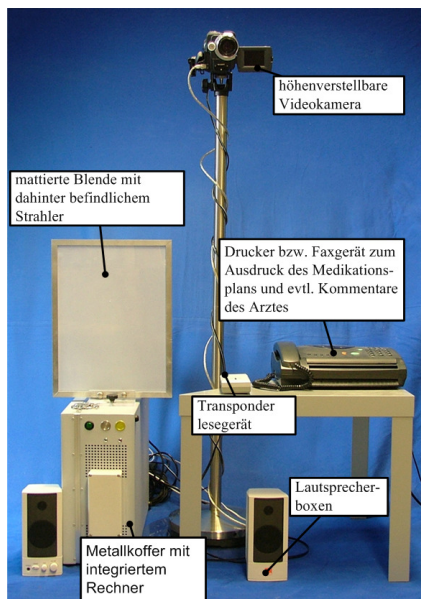 höhenverstellbare
Videokamera
mattierte Blende mit
dahinter befindlichem
Strahler
Drucker bzw. Faxgerät zum
Ausdruck des Medikations-
plans und evtl. Kommentare
des Arztes
Transponder
lesegerät
Lautsprecher-
boxen
Metallkoffer mit
integriertem
Rechner